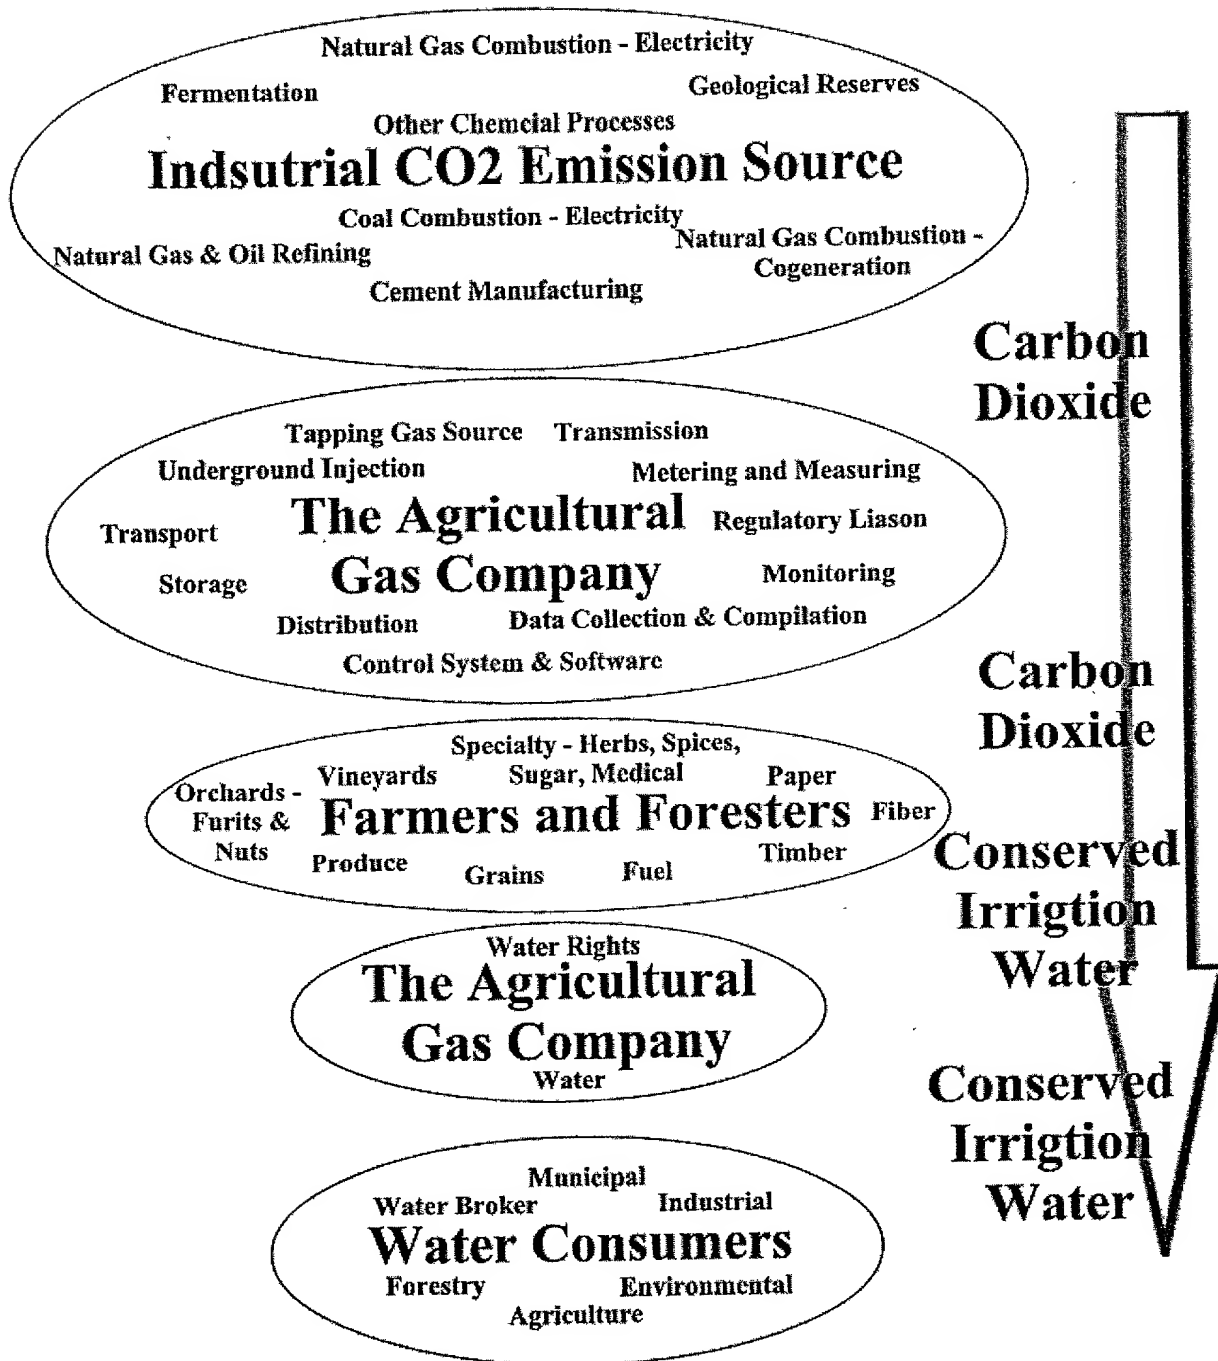 Natural Gas Combustion - Electricity
Fermentation
Geological Reserves
Other Chemcial Processes
Indsutrial CO2 Emission Source
Coal Combustion - Electricity
Natural Gas & Oil Refining
Natural Gas Combustion -
Cogeneration
Cement Manufacturing
Carbon
Dioxide
Tapping Gas Source
Transmission
Underground Injection
Metering and Measuring
The Agricultural
Gas Company
Transport
Regulatory Liason
Storage
Monitoring
Distribution
Data Collection & Compilation
Control System & Software
Carbon
Dioxide
Specialty - Herbs, Spices,
Sugar, Medical
Vineyards
Paper
Orchards -
Furits &
Nuts
Farmers and Foresters
Fiber
Produce
Grains
Fuel
Timber
Conserved
Irrigtion
Water
Water Rights
The Agricultural
Gas Company
Water
Conserved
Irrigtion
Water
Municipal
Water Broker
Industrial
Water Consumers
Forestry
Environmental
Agriculture